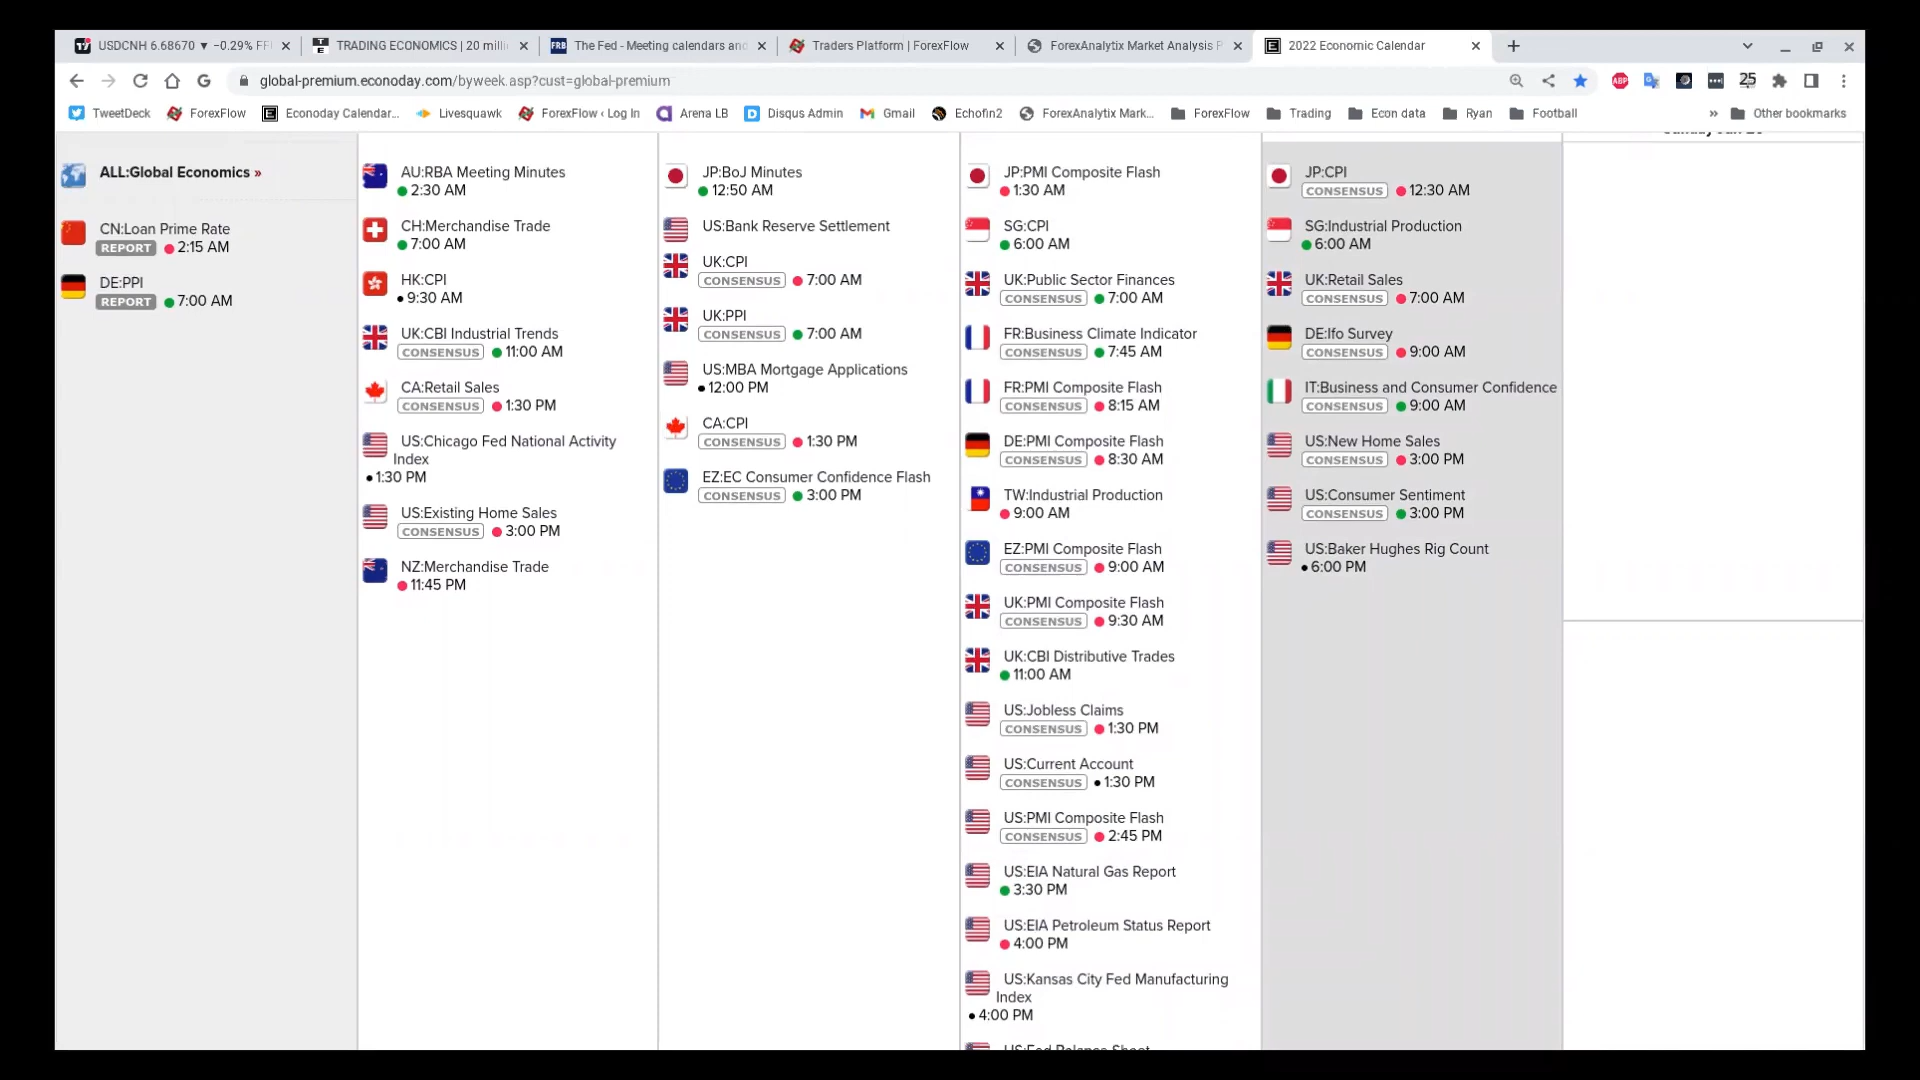 USDCNH 6.68670 ▼ −0.29% FF
TRADING ECONOMICS | 20 milli
FRB The Fed - Meeting calendars and
Traders Platform | ForexFlow
ForexAnalytix Market Analysis P
2022 Economic Calendar
global-premium.econoday.com/byweek.asp?cust=global-premium
ABP
25
TweetDeck
ForexFlow
Econoday Calendar...
Livesquawk
ForexFlow ‹ Log In
Arena LB
Disqus Admin
Gmail
Echofin2
ForexAnalytix Mark...
ForexFlow
Trading
Econ data
Ryan
Football
»
Other bookmarks
ALL:Global Economics »
CN:Loan Prime Rate
REPORT 2:15 AM
DE:PPI
REPORT 7:00 AM
AU:RBA Meeting Minutes
2:30 AM
CH:Merchandise Trade
7:00 AM
HK:CPI
9:30 AM
UK:CBI Industrial Trends
CONSENSUS 11:00 AM
CA:Retail Sales
CONSENSUS 1:30 PM
US:Chicago Fed National Activity
Index
1:30 PM
US:Existing Home Sales
CONSENSUS 3:00 PM
NZ:Merchandise Trade
11:45 PM
JP:BoJ Minutes
12:50 AM
US:Bank Reserve Settlement
UK:CPI
CONSENSUS 7:00 AM
UK:PPI
CONSENSUS 7:00 AM
US:MBA Mortgage Applications
12:00 PM
CA:CPI
CONSENSUS 1:30 PM
EZ:EC Consumer Confidence Flash
CONSENSUS 3:00 PM
JP:PMI Composite Flash
1:30 AM
SG:CPI
6:00 AM
UK:Public Sector Finances
CONSENSUS 7:00 AM
FR:Business Climate Indicator
CONSENSUS 7:45 AM
FR:PMI Composite Flash
CONSENSUS 8:15 AM
DE:PMI Composite Flash
CONSENSUS 8:30 AM
TW:Industrial Production
9:00 AM
EZ:PMI Composite Flash
CONSENSUS 9:00 AM
UK:PMI Composite Flash
CONSENSUS 9:30 AM
UK:CBI Distributive Trades
11:00 AM
US:Jobless Claims
CONSENSUS 1:30 PM
US:Current Account
CONSENSUS 1:30 PM
US:PMI Composite Flash
CONSENSUS 2:45 PM
US:EIA Natural Gas Report
3:30 PM
US:EIA Petroleum Status Report
4:00 PM
US:Kansas City Fed Manufacturing
Index
4:00 PM
US:Fed Balance Sheet
JP:CPI
CONSENSUS 12:30 AM
SG:Industrial Production
6:00 AM
UK:Retail Sales
CONSENSUS 7:00 AM
DE:Ifo Survey
CONSENSUS 9:00 AM
IT:Business and Consumer Confidence
CONSENSUS 9:00 AM
US:New Home Sales
CONSENSUS 3:00 PM
US:Consumer Sentiment
CONSENSUS 3:00 PM
US:Baker Hughes Rig Count
6:00 PM